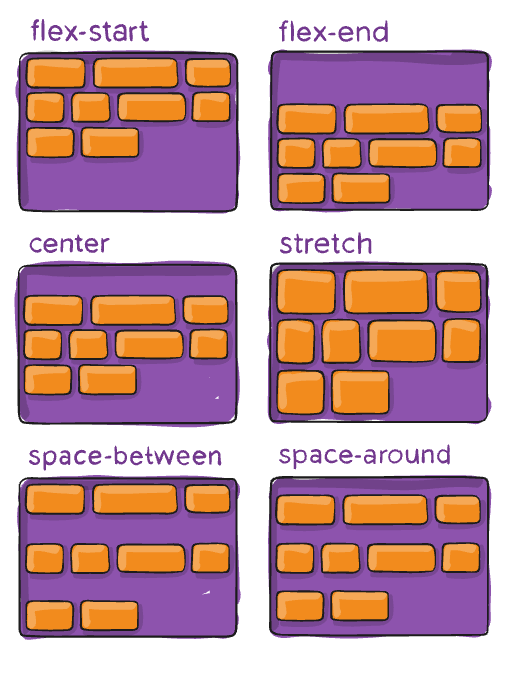 flex-start
flex-end
center
stretch
space-between
space-around